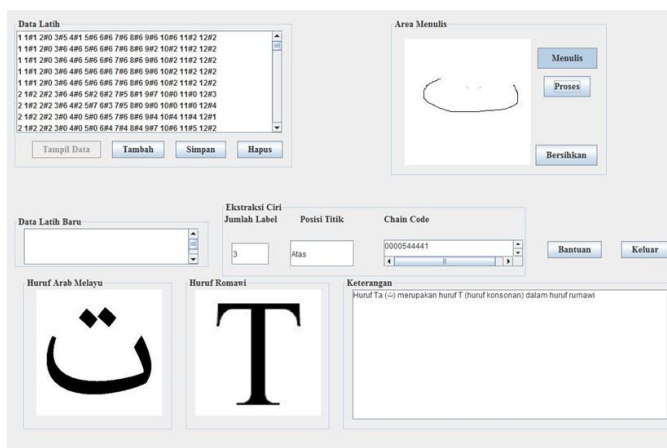 Data Latih
1 1#1 2#0 3#5 4#1 5#6 6#6 7#6 8#6 9#6 10#6 11#2 12#2
1 1#1 2#0 3#6 4#6 5#6 6#6 7#6 8#6 9#2 10#2 11#2 12#2
1 1#1 2#0 3#6 4#6 5#6 6#6 7#6 8#6 9#6 10#2 11#2 12#2
1 1#1 2#0 3#6 4#6 5#6 6#6 7#6 8#6 9#6 10#2 11#2 12#2
1 1#1 2#0 3#6 4#6 5#6 6#6 7#6 8#6 9#6 10#2 11#2 12#2
2 1#2 2#2 3#6 4#6 5#2 6#2 7#5 8#1 9#7 10#0 11#0 12#3
2 1#2 2#2 3#6 4#2 5#7 6#3 7#5 8#0 9#0 10#0 11#0 12#4
2 1#2 2#2 3#0 4#0 5#0 6#5 7#6 8#6 9#4 10#4 11#4 12#1
2 1#2 2#2 3#0 4#0 5#0 6#4 7#4 8#4 9#7 10#6 11#5 12#2
Tampil Data
Tambah
Simpan
Hapus
Area Menulis
Menulis
Proses
Bersihkan
Data Latih Baru
Ekstraksi Ciri
Jumlah Label
Posisi Titik
Chain Code
3
Atas
0000544441
Bantuan
Keluar
Huruf Arab Melayu
ت
Huruf Romawi
T
Keterangan
Huruf Ta (ت) merupakan huruf T (huruf konsonan) dalam huruf rumawi